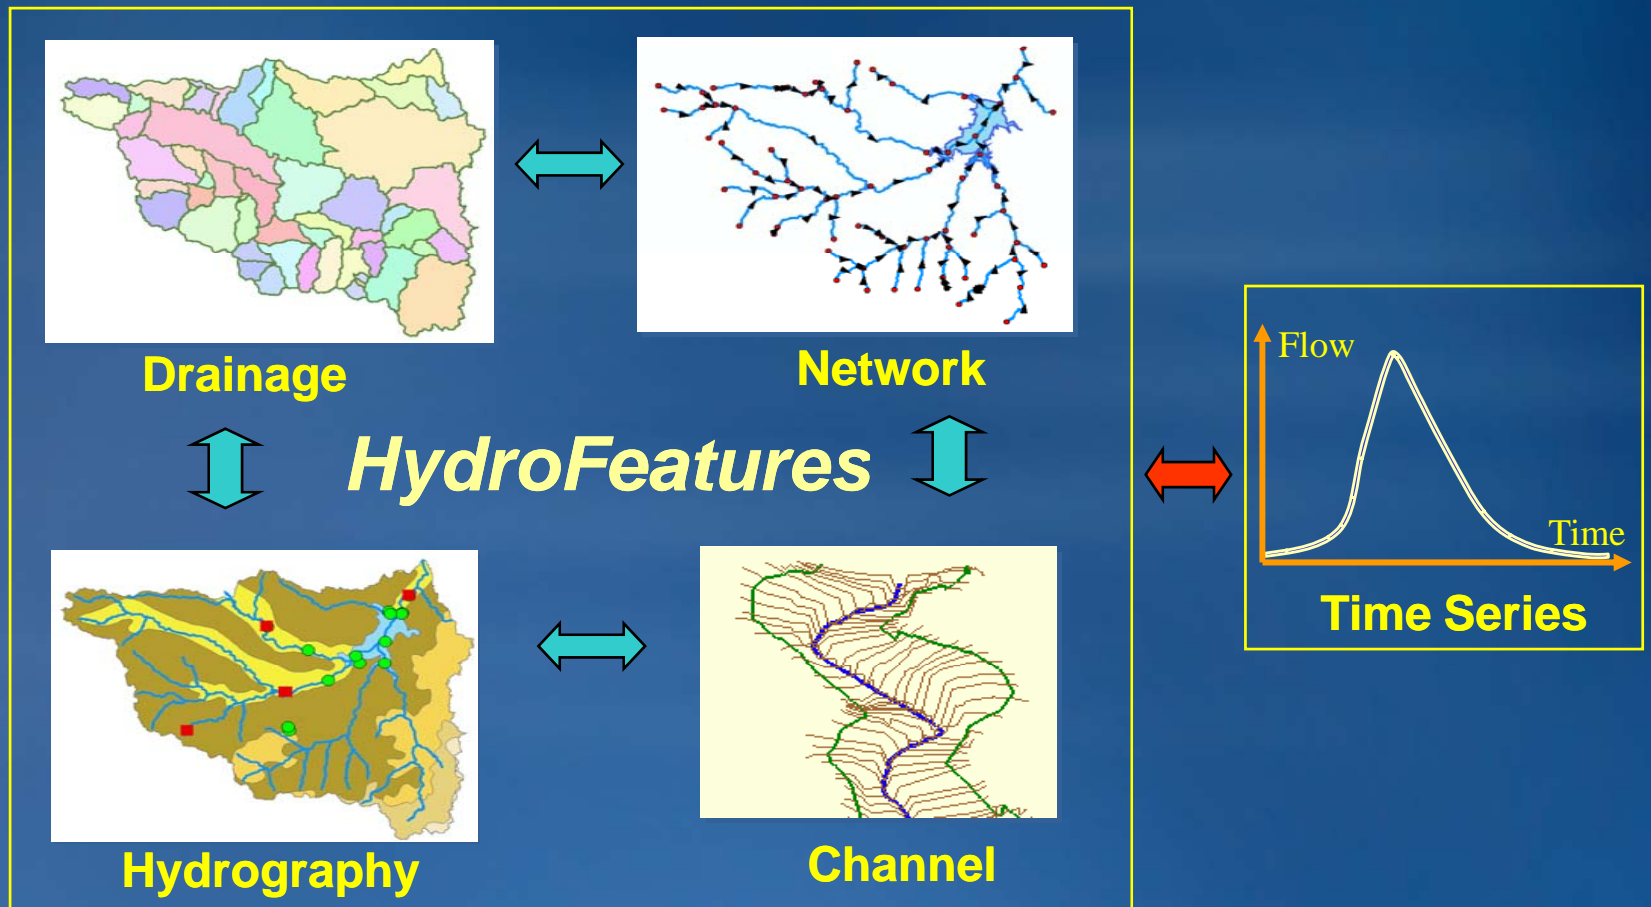 Drainage
Network
HydroFeatures
Hydrography
Channel
Flow
Time
Time Series